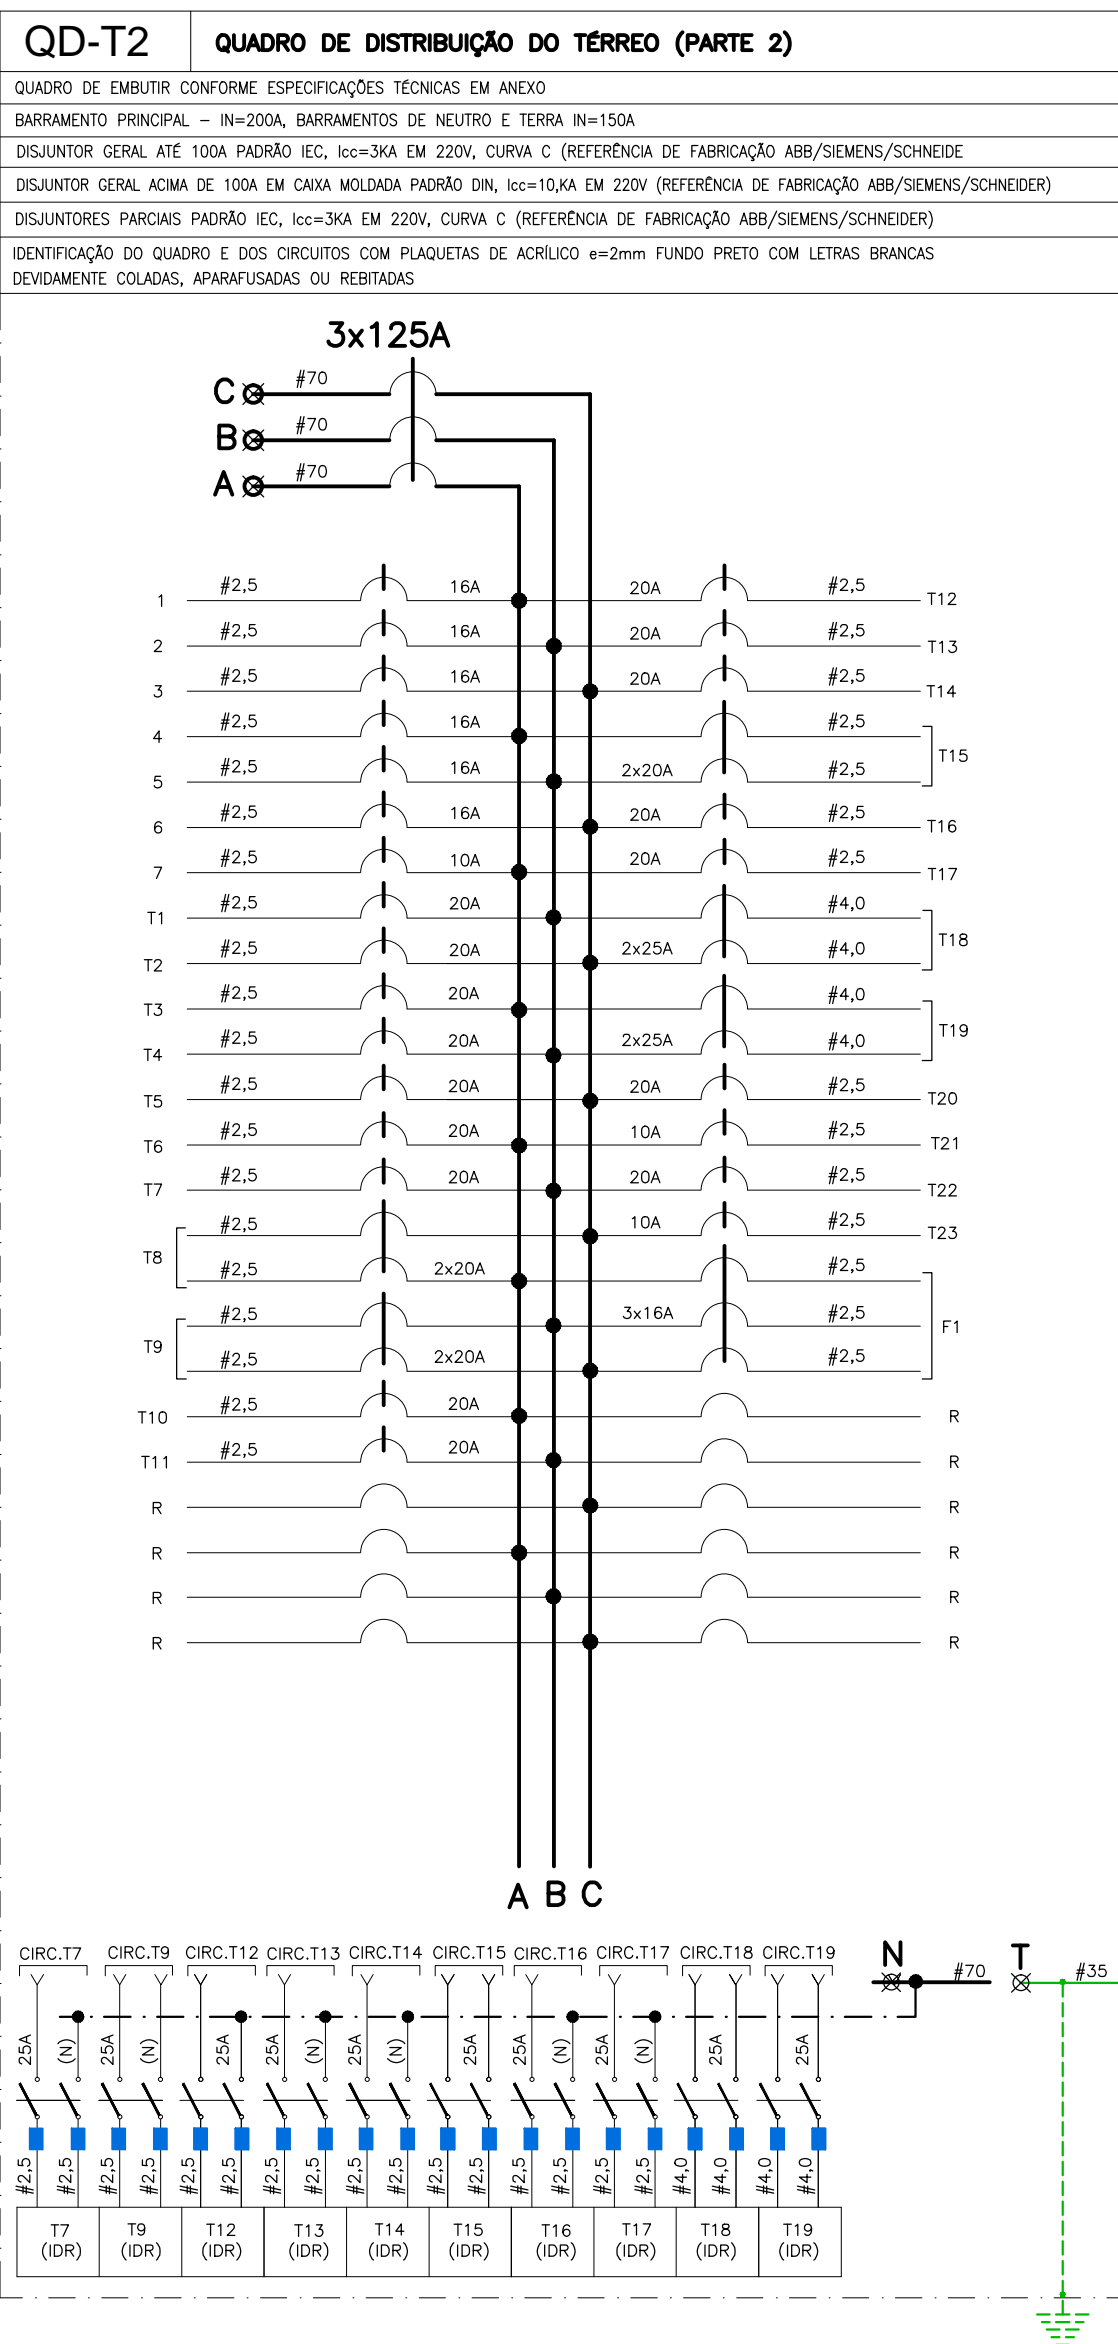 QD-T2
QUADRO DE DISTRIBUIÇÃO DO TÉRREO (PARTE 2)
QUADRO DE EMBUTIR CONFORME ESPECIFICAÇÕES TÉCNICAS EM ANEXO
BARRAMENTO PRINCIPAL – IN=200A, BARRAMENTOS DE NEUTRO E TERRA IN=150A
DISJUNTOR GERAL ATÉ 100A PADRÃO IEC, Icc=3KA EM 220V, CURVA C (REFERÊNCIA DE FABRICAÇÃO ABB/SIEMENS/SCHNEIDE
DISJUNTOR GERAL ACIMA DE 100A EM CAIXA MOLDADA PADRÃO DIN, Icc=10,KA EM 220V (REFERÊNCIA DE FABRICAÇÃO ABB/SIEMENS/SCHNEIDER)
DISJUNTORES PARCIAIS PADRÃO IEC, Icc=3KA EM 220V, CURVA C (REFERÊNCIA DE FABRICAÇÃO ABB/SIEMENS/SCHNEIDER)
IDENTIFICAÇÃO DO QUADRO E DOS CIRCUITOS COM PLAQUETAS DE ACRÍLICO e=2mm FUNDO PRETO COM LETRAS BRANCAS
DEVIDAMENTE COLADAS, APARAFUSADAS OU REBITADAS
3x125A
C #70
B #70
A #70
1 #2,5 16A 20A #2,5 T12
2 #2,5 16A 20A #2,5 T13
3 #2,5 16A 20A #2,5 T14
4 #2,5 16A #2,5
T15
5 #2,5 16A 2x20A #2,5
6 #2,5 16A 20A #2,5 T16
7 #2,5 10A 20A #2,5 T17
T1 #2,5 20A #4,0
T18
T2 #2,5 20A 2x25A #4,0
T3 #2,5 20A #4,0
T19
T4 #2,5 20A 2x25A #4,0
T5 #2,5 20A 20A #2,5 T20
T6 #2,5 20A 10A #2,5 T21
T7 #2,5 20A 20A #2,5 T22
#2,5 10A #2,5 T23
T8
#2,5 2x20A #2,5
#2,5 3x16A #2,5 F1
T9
#2,5 2x20A #2,5
T10 #2,5 20A R
T11 #2,5 20A R
R R
R R
R R
R R
A B C
CIRC.T7 CIRC.T9 CIRC.T12 CIRC.T13 CIRC.T14 CIRC.T15 CIRC.T16 CIRC.T17 CIRC.T18 CIRC.T19
N #70 T #35
25A (N) 25A (N) 25A 25A (N) 25A (N) 25A 25A (N) 25A (N) 25A 25A
#2,5 #2,5 #2,5 #2,5 #2,5 #2,5 #2,5 #2,5 #2,5 #2,5 #2,5 #2,5 #2,5 #2,5 #2,5 #2,5 #4,0 #4,0 #4,0 #4,0
T7 T9 T12 T13 T14 T15 T16 T17 T18 T19
(IDR) (IDR) (IDR) (IDR) (IDR) (IDR) (IDR) (IDR) (IDR) (IDR)